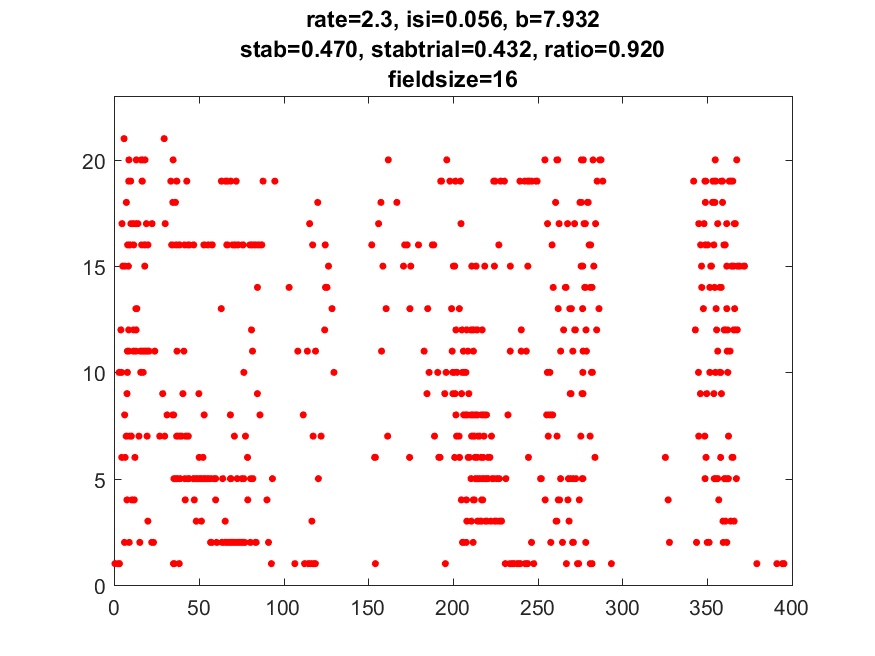 rate=2.3, isi=0.056, b=7.932
stab=0.470, stabtrial=0.432, ratio=0.920
fieldsize=16
20
15
10
5
0
0 50 100 150 200 250 300 350 400